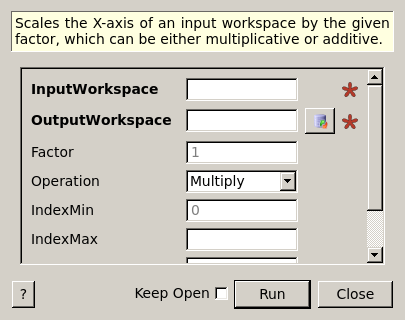 Scales the X-axis of an input workspace by the given
factor, which can be either multiplicative or additive.
InputWorkspace *
OutputWorkspace *
Factor 1
Operation Multiply
IndexMin 0
IndexMax
? Keep Open Run Close